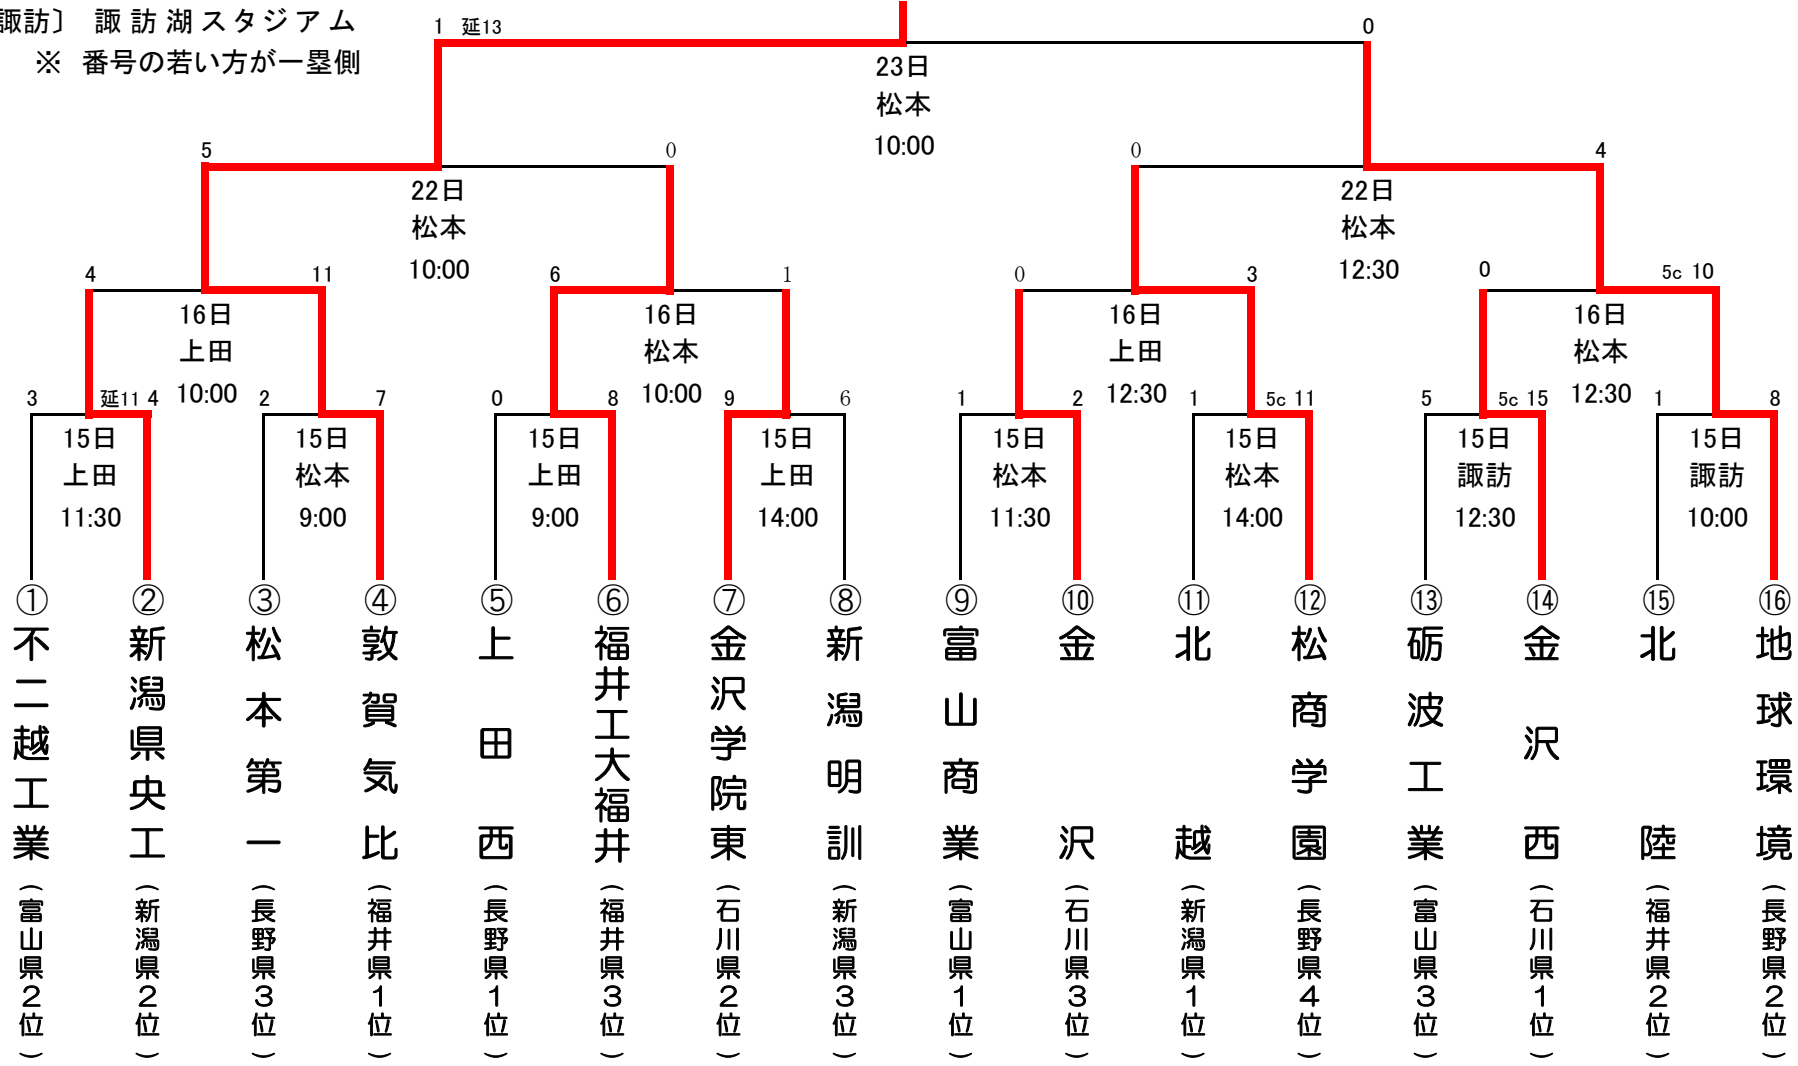 諏訪〕 諏訪湖スタジアム
※ 番号の若い方が一塁側
1 延13 0
23日
松本
10:00
5 0 0 4
22日
松本
10:00
22日
松本
12:30
4 11 6 1 0 3 0 5c 10
16日
上田
10:00
16日
松本
10:00
16日
上田
12:30
16日
松本
12:30
3 延11 4 2 7 0 8 9 6 1 2 1 5c 11 5 5c 15 1 8
15日
上田
11:30
15日
松本
9:00
15日
上田
9:00
15日
上田
14:00
15日
松本
11:30
15日
松本
14:00
15日
諏訪
12:30
15日
諏訪
10:00
①不二越工業(富山県2位)
②新潟県央工(新潟県2位)
③松本第一(長野県3位)
④敦賀気比(福井県1位)
⑤上田西(長野県1位)
⑥福井工大福井(福井県3位)
⑦金沢学院東(石川県2位)
⑧新潟明訓(新潟県3位)
⑨富山商業(富山県1位)
⑩金沢(石川県3位)
⑪北越(新潟県1位)
⑫松商学園(長野県4位)
⑬砺波工業(富山県3位)
⑭金沢西(石川県1位)
⑮北陸(福井県2位)
⑯地球環境(長野県2位)